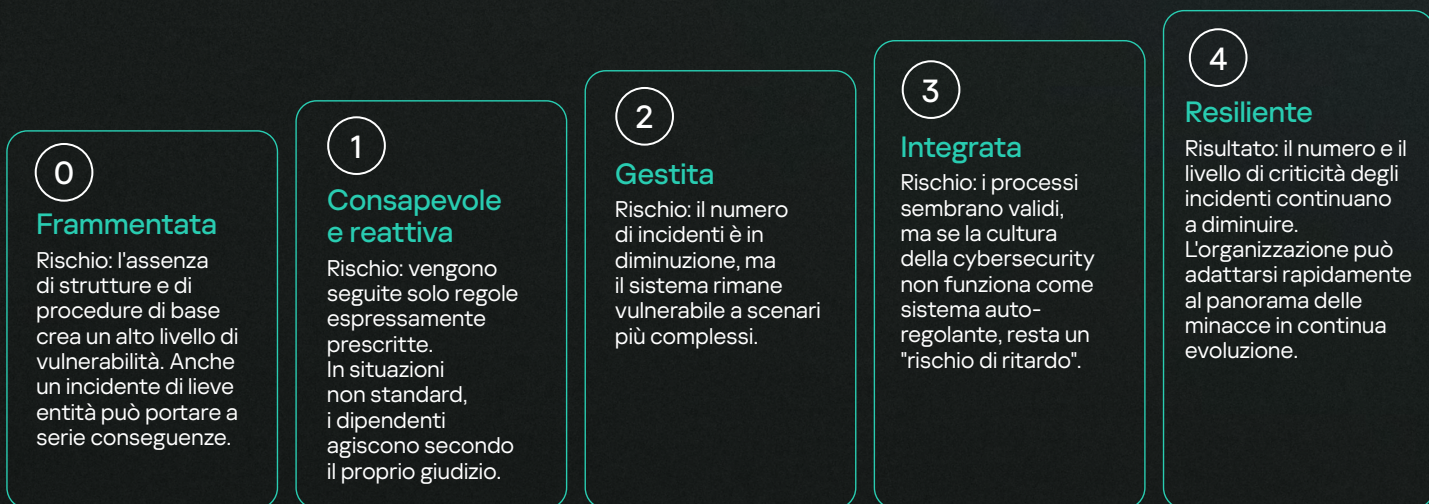 0
Frammentata
Rischio: l'assenza
di strutture e di
procedure di base
crea un alto livello di
vulnerabilità. Anche
un incidente di lieve
entità può portare a
serie conseguenze.
1
Consapevole
e reattiva
Rischio: vengono
seguite solo regole
espressamente
prescritte.
In situazioni
non standard,
i dipendenti
agiscono secondo
il proprio giudizio.
2
Gestita
Rischio: il numero
di incidenti è in
diminuzione, ma
il sistema rimane
vulnerabile a scenari
più complessi.
3
Integrata
Rischio: i processi
sembrano validi,
ma se la cultura
della cybersecurity
non funziona come
sistema auto-
regolante, resta un
"rischio di ritardo".
4
Resiliente
Risultato: il numero e il
livello di criticità degli
incidenti continuano
a diminuire.
L'organizzazione può
adattarsi rapidamente
al panorama delle
minacce in continua
evoluzione.